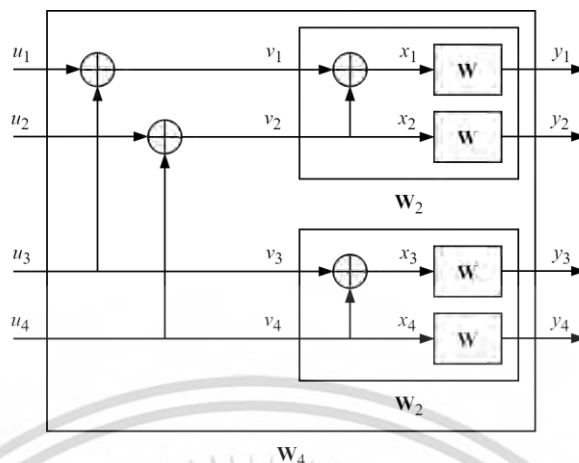 u1 v1 x1 W y1
u2 v2 x2 W y2
W2
u3 v3 x3 W y3
u4 v4 x4 W y4
W2
W4